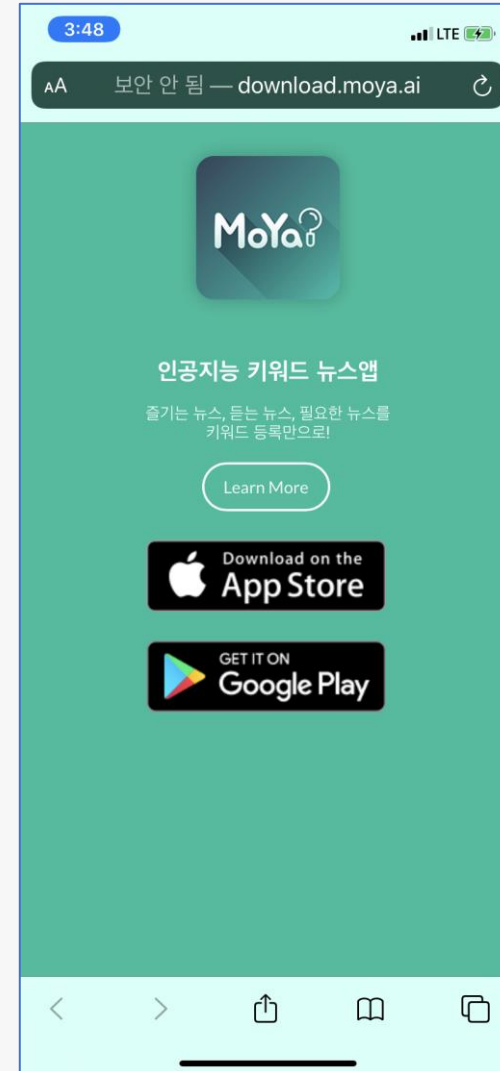 3:48
LTE
AA 보안 안 됨 — download.moya.ai
MoYa?
인공지능 키워드 뉴스앱
즐기는 뉴스, 듣는 뉴스, 필요한 뉴스를
키워드 등록만으로!
Learn More
Download on the
App Store
GET IT ON
Google Play